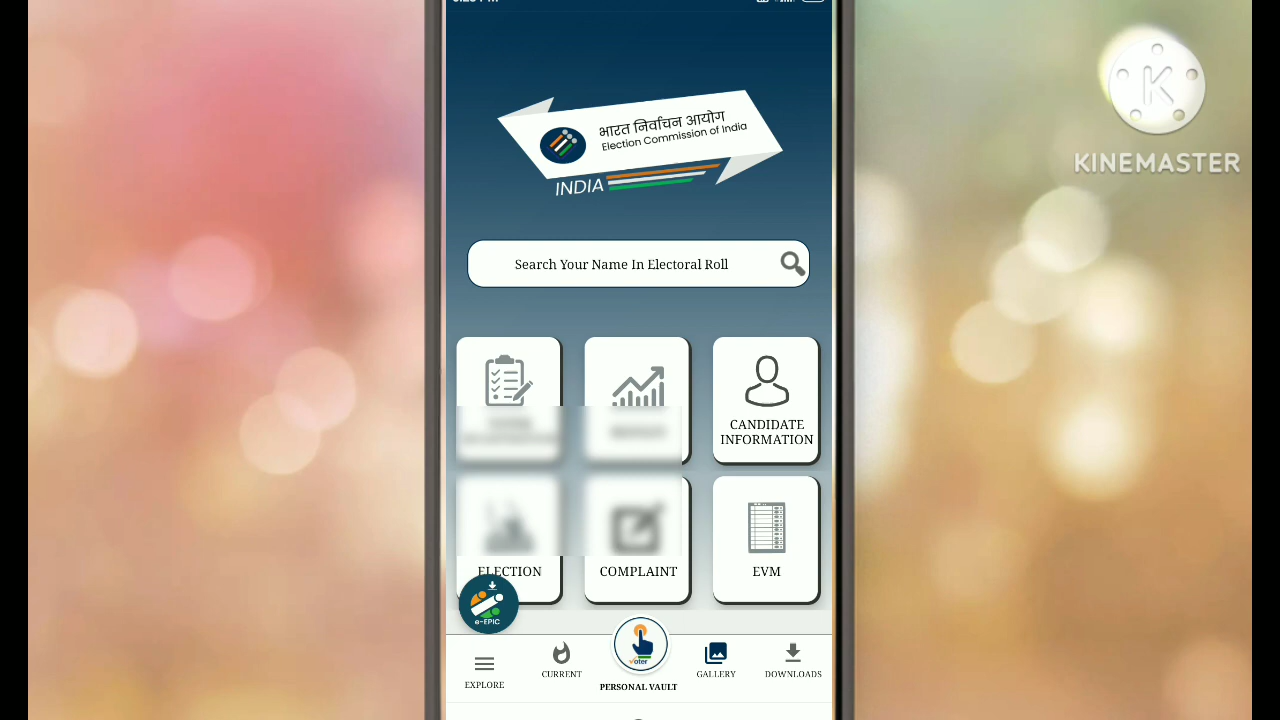 भारत निर्वाचन आयोग
Election Commission of India
INDIA
KINEMASTER
Search Your Name In Electoral Roll
CANDIDATE
INFORMATION
ELECTION
COMPLAINT
EVM
e-EPIC
Voter
EXPLORE
CURRENT
PERSONAL VAULT
GALLERY
DOWNLOADS